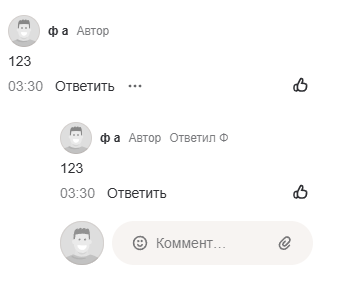 ф а Автор
123
03:30 Ответить
ф а Автор Ответил Ф
123
03:30 Ответить
Коммент…